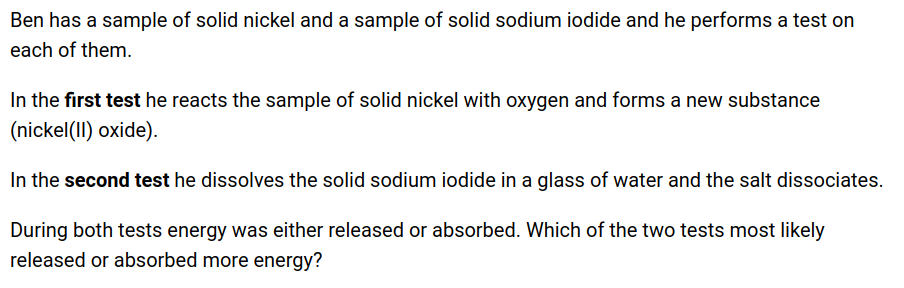 Ben has a sample of solid nickel and a sample of solid sodium iodide and he performs a test on
each of them.
In the first test he reacts the sample of solid nickel with oxygen and forms a new substance
(nickel(II) oxide).
In the second test he dissolves the solid sodium iodide in a glass of water and the salt dissociates.
During both tests energy was either released or absorbed. Which of the two tests most likely
released or absorbed more energy?